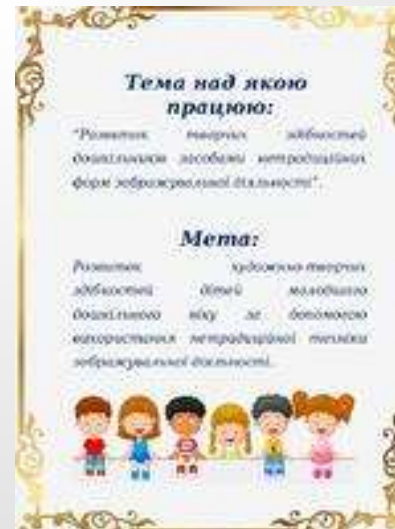 Тема над якою
працюю:
"Розвиток творчих здібностей
дошкільників засобами нетрадиційних
форм зображувальної діяльності".
Мета:
Розвиток художньо-творчих
здібностей дітей молодшого
дошкільного віку за допомогою
використання нетрадиційної техніки
зображувальної діяльності.